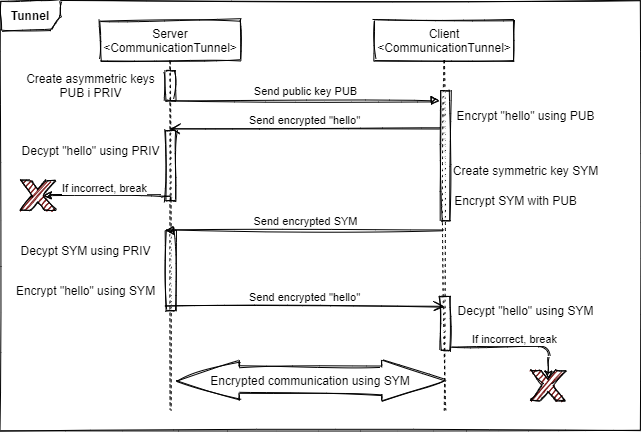 Tunnel
Server
<CommunicationTunnel>
Client
<CommunicationTunnel>
Create asymmetric keys
PUB i PRIV
Send public key PUB
Encrypt "hello" using PUB
Send encrypted "hello"
Decypt "hello" using PRIV
Create symmetric key SYM
If incorrect, break
Encrypt SYM with PUB
Send encrypted SYM
Decypt SYM using PRIV
Encrypt "hello" using SYM
Send encrypted "hello"
Decypt "hello" using SYM
If incorrect, break
Encrypted communication using SYM